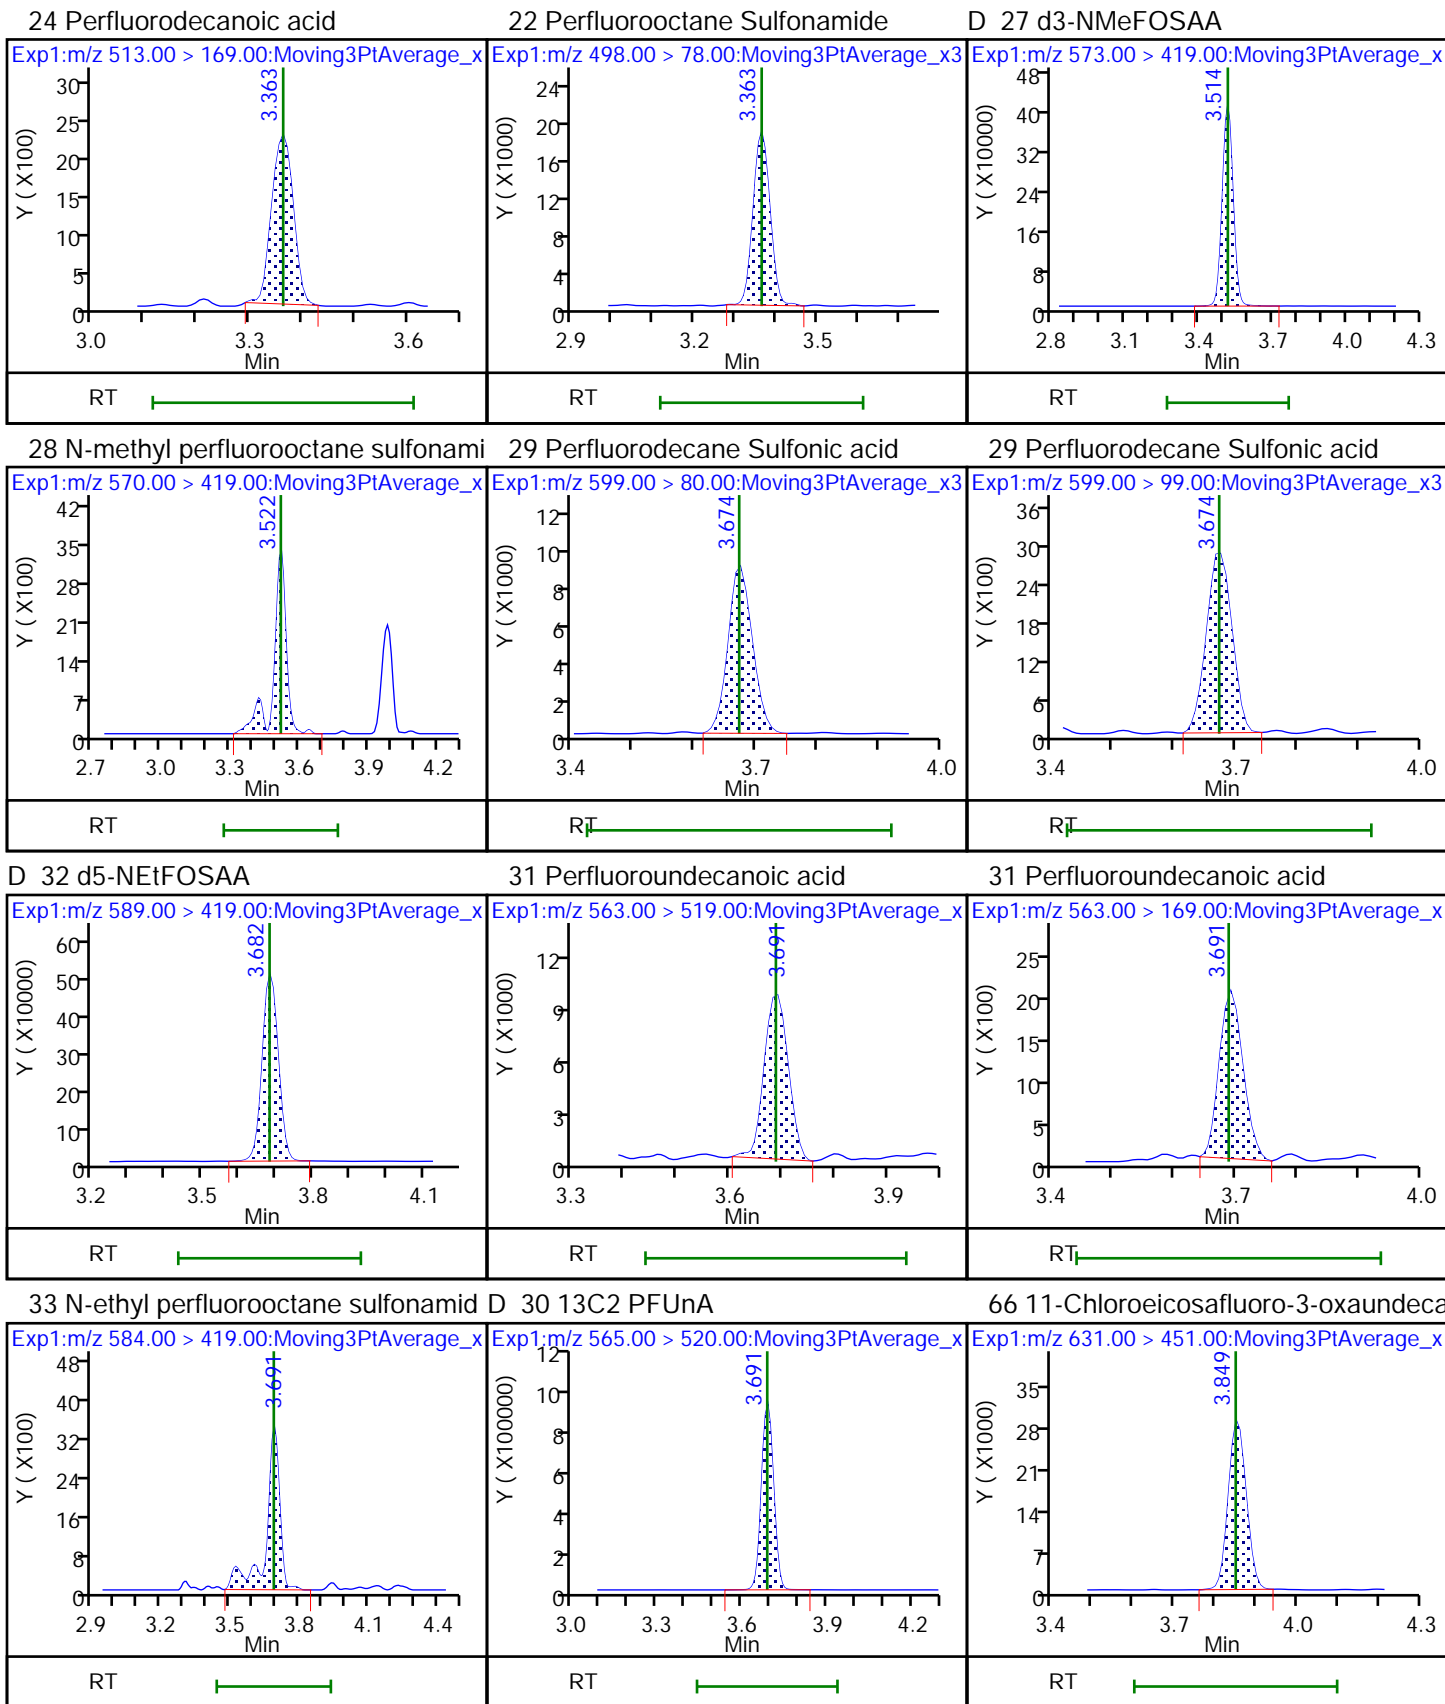 24 Perfluorodecanoic acid
Exp1:m/z 513.00 > 169.00:Moving3PtAverage_x
3.363
Y ( X100)
30
25
20
15
10
5
0
3.0 3.3 3.6
Min
RT
22 Perfluorooctane Sulfonamide
Exp1:m/z 498.00 > 78.00:Moving3PtAverage_x3
3.363
Y ( X1000)
24
20
16
12
8
4
0
2.9 3.2 3.5
Min
RT
D 27 d3-NMeFOSAA
Exp1:m/z 573.00 > 419.00:Moving3PtAverage_x
3.514
Y ( X10000)
48
40
32
24
16
8
0
2.8 3.1 3.4 3.7 4.0 4.3
Min
RT
28 N-methyl perfluorooctane sulfonami
Exp1:m/z 570.00 > 419.00:Moving3PtAverage_x
3.522
Y ( X100)
42
35
28
21
14
7
0
2.7 3.0 3.3 3.6 3.9 4.2
Min
RT
29 Perfluorodecane Sulfonic acid
Exp1:m/z 599.00 > 80.00:Moving3PtAverage_x3
3.674
Y ( X1000)
12
10
8
6
4
2
0
3.4 3.7 4.0
Min
RT
29 Perfluorodecane Sulfonic acid
Exp1:m/z 599.00 > 99.00:Moving3PtAverage_x3
3.674
Y ( X100)
36
30
24
18
12
6
0
3.4 3.7 4.0
Min
RT
D 32 d5-NEtFOSAA
Exp1:m/z 589.00 > 419.00:Moving3PtAverage_x
3.682
Y ( X10000)
60
50
40
30
20
10
0
3.2 3.5 3.8 4.1
Min
RT
31 Perfluoroundecanoic acid
Exp1:m/z 563.00 > 519.00:Moving3PtAverage_x
3.691
Y ( X1000)
12
9
6
3
0
3.3 3.6 3.9
Min
RT
31 Perfluoroundecanoic acid
Exp1:m/z 563.00 > 169.00:Moving3PtAverage_x
3.691
Y ( X100)
25
20
15
10
5
0
3.4 3.7 4.0
Min
RT
33 N-ethyl perfluorooctane sulfonamid
Exp1:m/z 584.00 > 419.00:Moving3PtAverage_x
3.691
Y ( X100)
48
40
32
24
16
8
0
2.9 3.2 3.5 3.8 4.1 4.4
Min
RT
D 30 13C2 PFUnA
Exp1:m/z 565.00 > 520.00:Moving3PtAverage_x
3.691
Y ( X100000)
12
10
8
6
4
2
0
3.0 3.3 3.6 3.9 4.2
Min
RT
66 11-Chloroeicosafluoro-3-oxaundeca
Exp1:m/z 631.00 > 451.00:Moving3PtAverage_x
3.849
Y ( X1000)
35
28
21
14
7
0
3.4 3.7 4.0 4.3
Min
RT